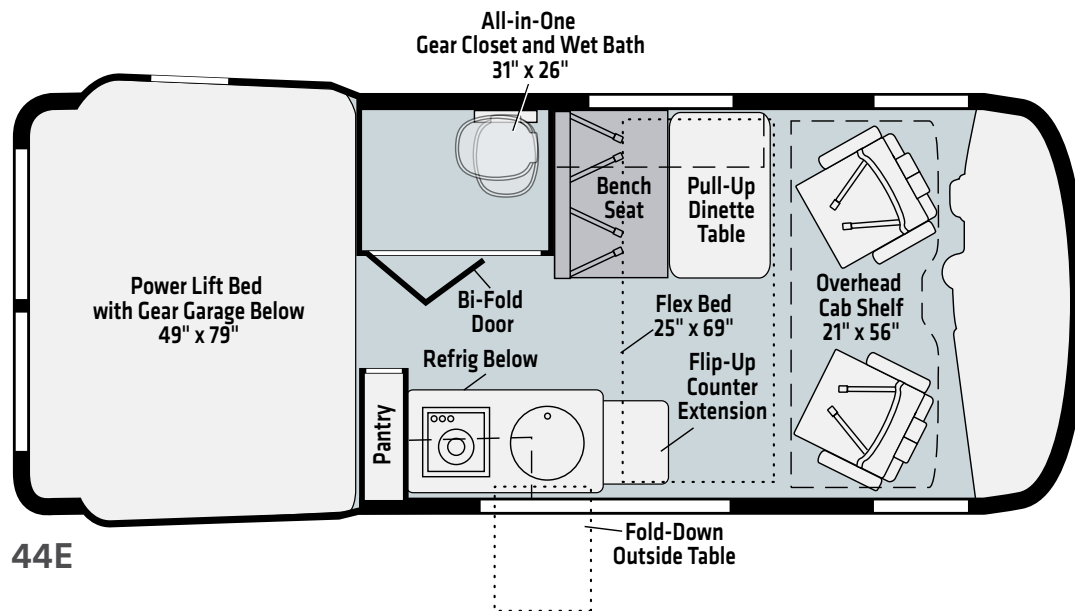 All-in-One
Gear Closet and Wet Bath
31" x 26"
Bench
Seat
Pull-Up
Dinette
Table
Power Lift Bed
with Gear Garage Below
49" x 79"
Bi-Fold
Door
Flex Bed
25" x 69"
Overhead
Cab Shelf
21" x 56"
Refrig Below
Flip-Up
Counter
Extension
Pantry
Fold-Down
Outside Table
44E